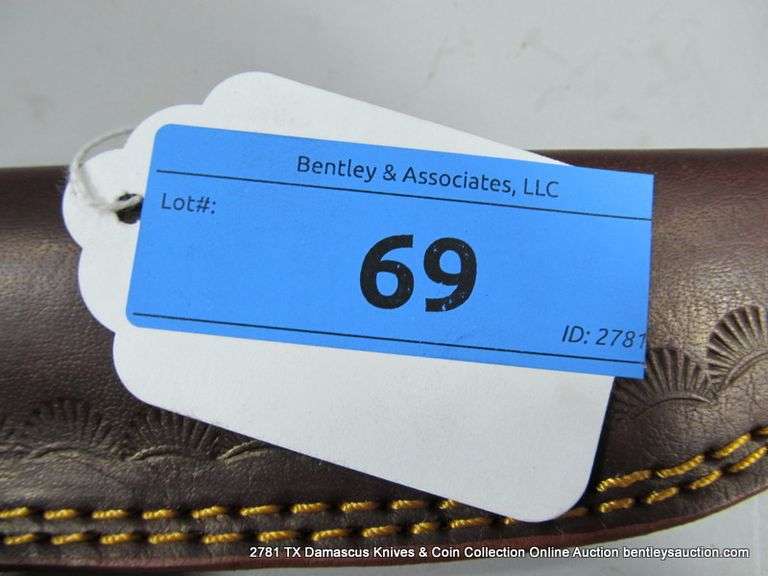 Bentley & Associates, LLC
Lot#:
69
ID: 2781
2781 TX Damascus Knives & Coin Collection Online Auction bentleysauction.com